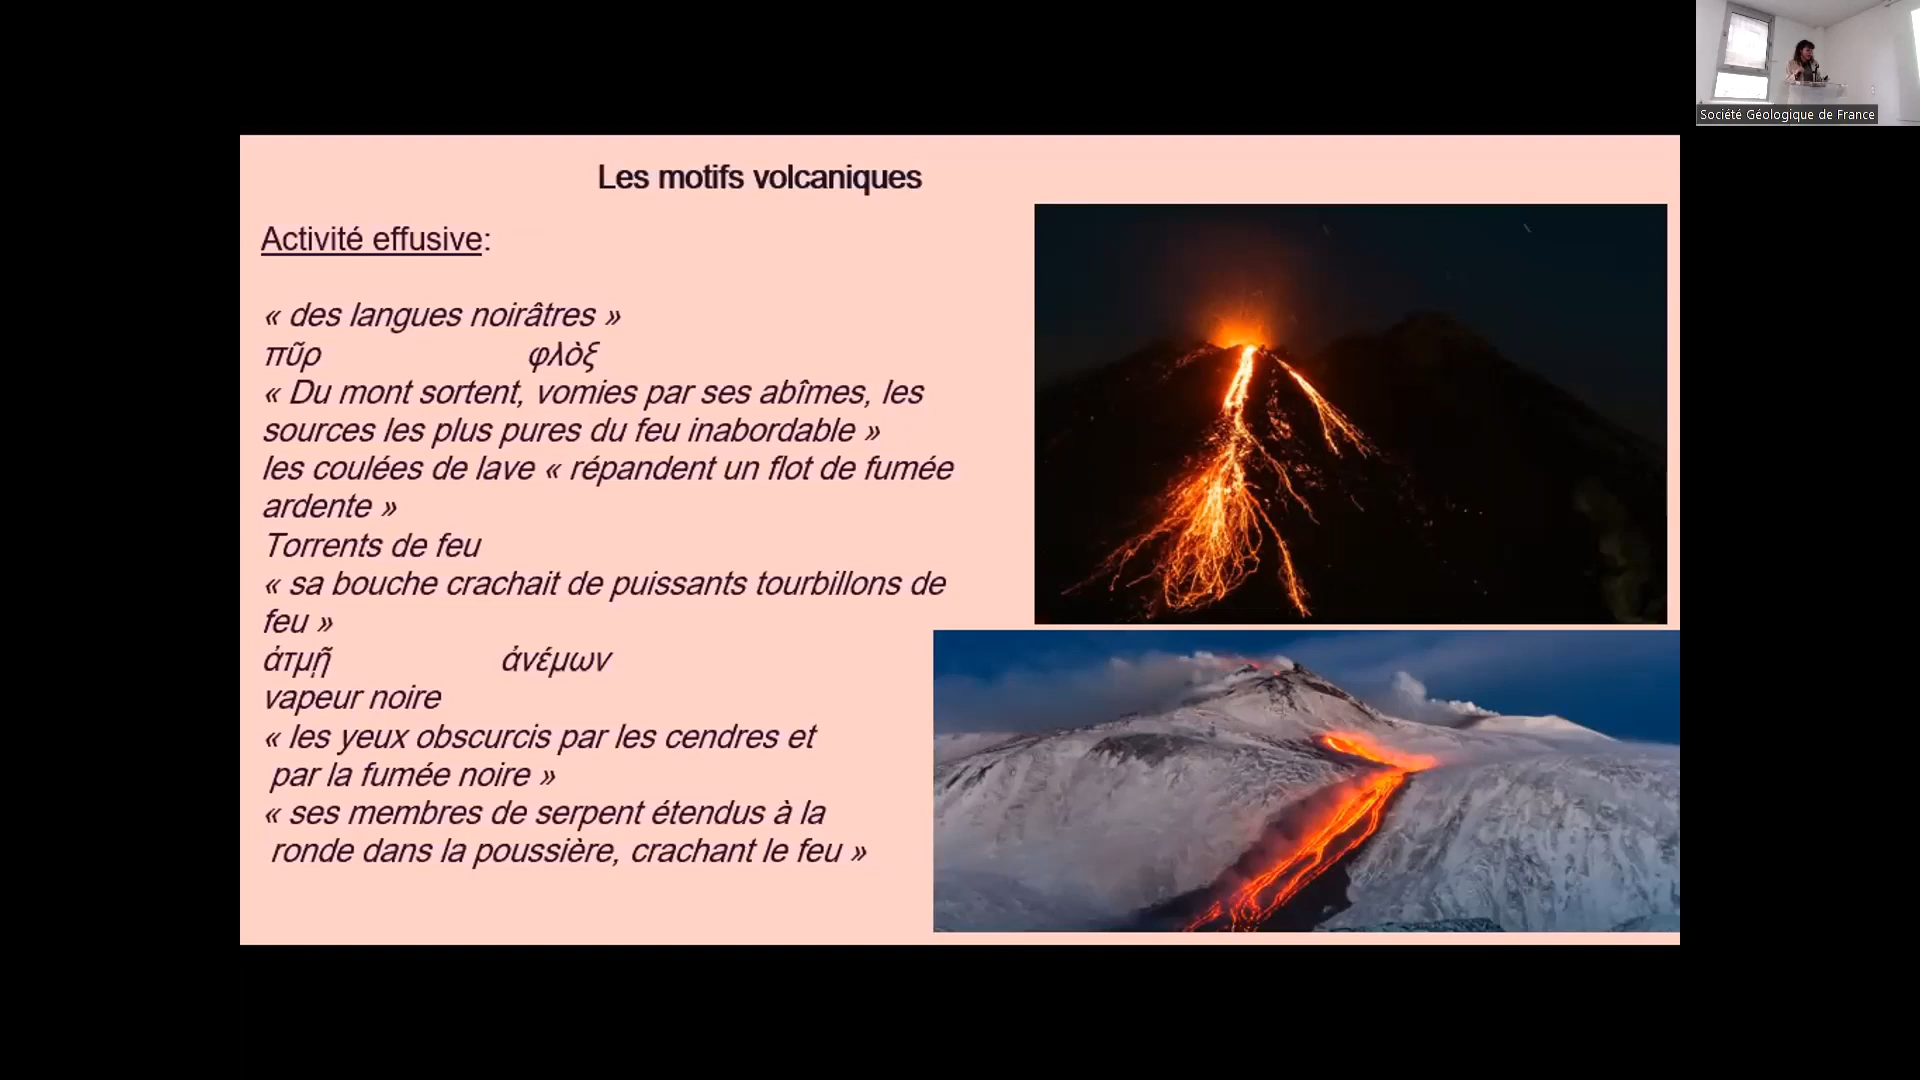 Société Géologique de France
Les motifs volcaniques
Activité effusive:
« des langues noirâtres »
πῦρ φλὸξ
« Du mont sortent, vomies par ses abîmes, les
sources les plus pures du feu inabordable »
les coulées de lave « répandent un flot de fumée
ardente »
Torrents de feu
« sa bouche crachait de puissants tourbillons de
feu »
ἀτμῇ ἀνέμων
vapeur noire
« les yeux obscurcis par les cendres et
par la fumée noire »
« ses membres de serpent étendus à la
ronde dans la poussière, crachant le feu »